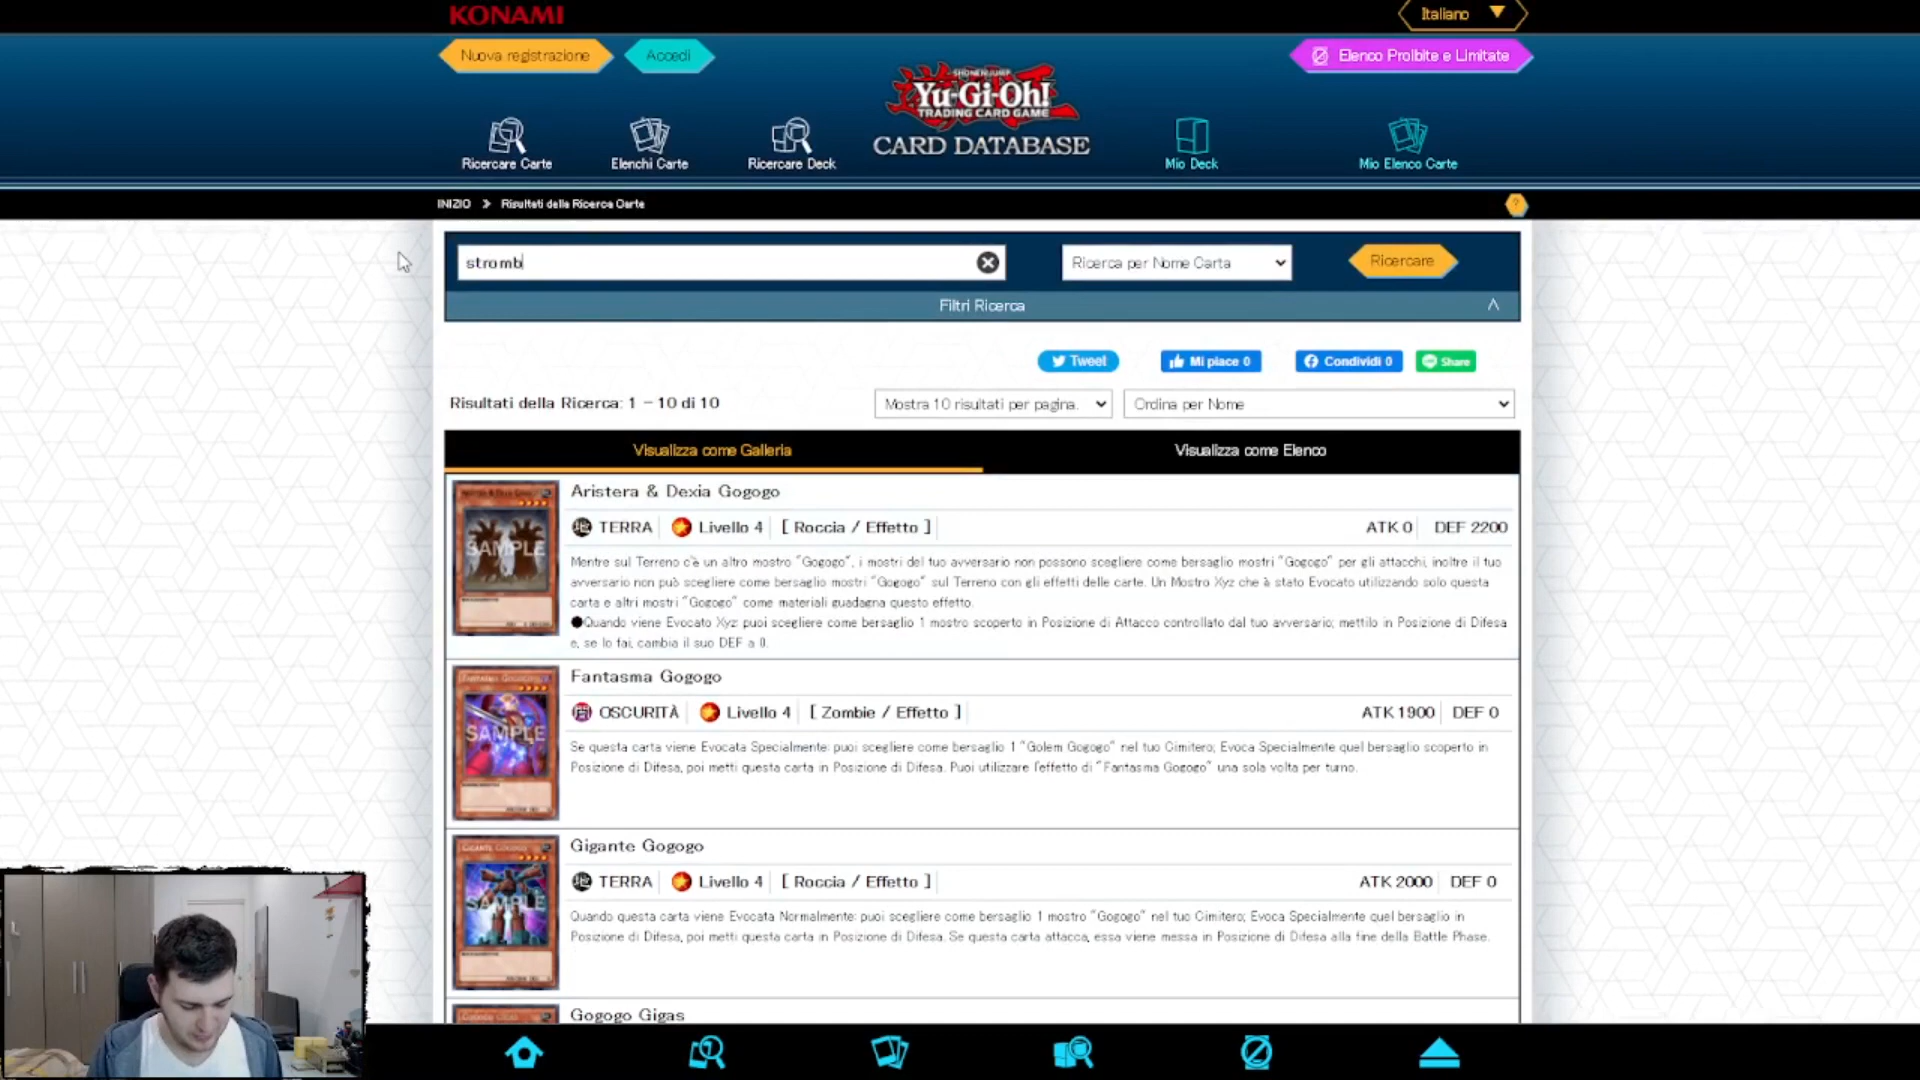 KONAMI
Italiano
Nuova registrazione
Accedi
Elenco Proibite e Limitate
SHONEN JUMP
Yu-Gi-Oh!
TRADING CARD GAME
CARD DATABASE
Ricercare Carte
Elenchi Carte
Ricercare Deck
Mio Deck
Mio Elenco Carte
INIZIO » Risultati della Ricerca Carte
?
stromb
Ricerca per Nome Carta
Ricercare
Filtri Ricerca
Tweet
Mi piace 0
Condividi 0
Share
Risultati della Ricerca: 1 - 10 di 10
Mostra 10 risultati per pagina.
Ordina per Nome
Visualizza come Galleria
Visualizza come Elenco
SAMPLE
Aristera & Dexia Gogogo
TERRA Livello 4 [ Roccia / Effetto ] ATK 0 DEF 2200
Mentre sul Terreno c'è un altro mostro "Gogogo", i mostri del tuo avversario non possono scegliere come bersaglio mostri "Gogogo" per gli attacchi, inoltre il tuo
avversario non può scegliere come bersaglio mostri "Gogogo" sul Terreno con gli effetti delle carte. Un Mostro Xyz che è stato Evocato utilizzando solo questa
carta e altri mostri "Gogogo" come materiali guadagna questo effetto.
●Quando viene Evocato Xyz: puoi scegliere come bersaglio 1 mostro scoperto in Posizione di Attacco controllato dal tuo avversario; mettilo in Posizione di Difesa
e, se lo fai, cambia il suo DEF a 0.
Fantasma Gogogo
SAMPLE
Fantasma Gogogo
OSCURITÀ Livello 4 [ Zombie / Effetto ] ATK 1900 DEF 0
Se questa carta viene Evocata Specialmente: puoi scegliere come bersaglio 1 "Golem Gogogo" nel tuo Cimitero; Evoca Specialmente quel bersaglio scoperto in
Posizione di Difesa, poi metti questa carta in Posizione di Difesa. Puoi utilizzare l'effetto di "Fantasma Gogogo" una sola volta per turno.
Gigante Gogogo
SAMPLE
Gigante Gogogo
TERRA Livello 4 [ Roccia / Effetto ] ATK 2000 DEF 0
Quando questa carta viene Evocata Normalmente: puoi scegliere come bersaglio 1 mostro "Gogogo" nel tuo Cimitero; Evoca Specialmente quel bersaglio in
Posizione di Difesa, poi metti questa carta in Posizione di Difesa. Se questa carta attacca, essa viene messa in Posizione di Difesa alla fine della Battle Phase.
Gogogo Gigas
Gogogo Gigas